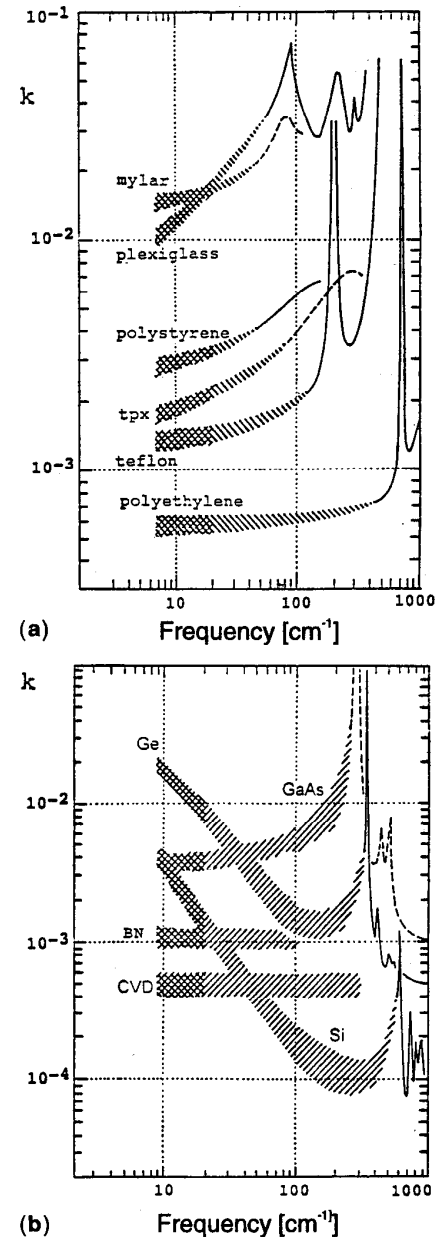 (a)
10⁻¹
k
mylar
10⁻²
plexiglass
polystyrene
tpx
teflon
10⁻³
polyethylene
10 100 1000
Frequency [cm⁻¹]
k
Ge
GaAs
10⁻²
BN
10⁻³
CVD
Si
10⁻⁴
10 100 1000
(b)
Frequency [cm⁻¹]